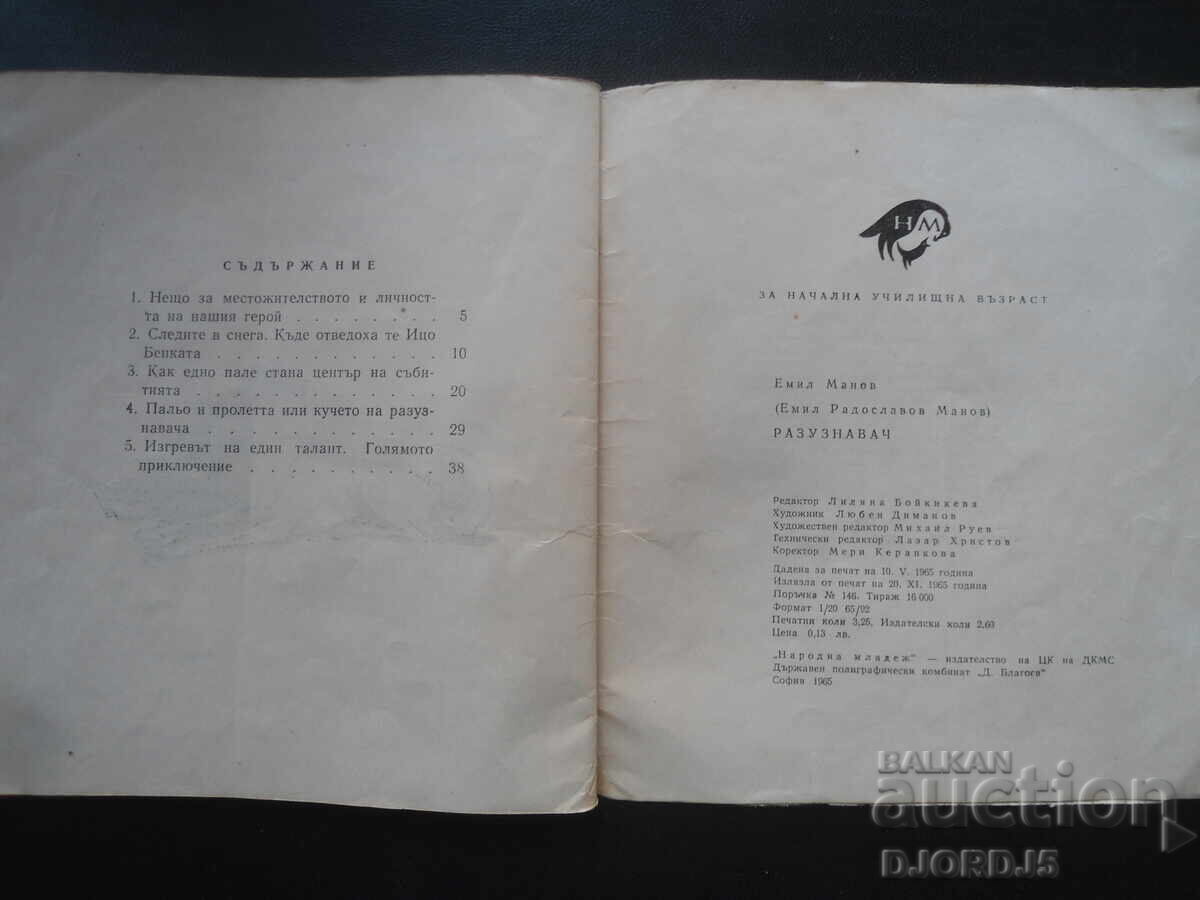 СЪДЪРЖАНИЕ
1. Нещо за местожителството и личност-
та на нашия герой . . . . . . . . 5
2. Следите в снега. Къде отведоха те Ицо
Бенката . . . . . . . . . . . . 10
3. Как едно пале стана център на съби-
тията . . . . . . . . . . . . . 20
4. Пальо и пролетта или кучето на разуз-
навача . . . . . . . . . . . . . 29
5. Изгревът на един талант. Голямото
приключение . . . . . . . . . . 38
НМ
ЗА НАЧАЛНА УЧИЛИЩНА ВЪЗРАСТ
Емил Манов
(Емил Радославов Манов)
РАЗУЗНАВАЧ
Редактор Лиляна Бойкикева
Художник Любен Диманов
Художествен редактор Михаил Руев
Технически редактор Лазар Христов
Коректор Мери Керанкова
Дадена за печат на 10. V. 1965 година
Излязла от печат на 20. XI. 1965 година
Поръчка № 146. Тираж 16 000
Формат 1/20 65/92
Печатни коли 3,25, Издателски коли 2,60
Цена 0,13 лв.
„Народна младеж" — издателство на ЦК на ДКМС
Държавен полиграфически комбинат „Д. Благоев"
София 1965
BALKAN
auction
DJORDJ5